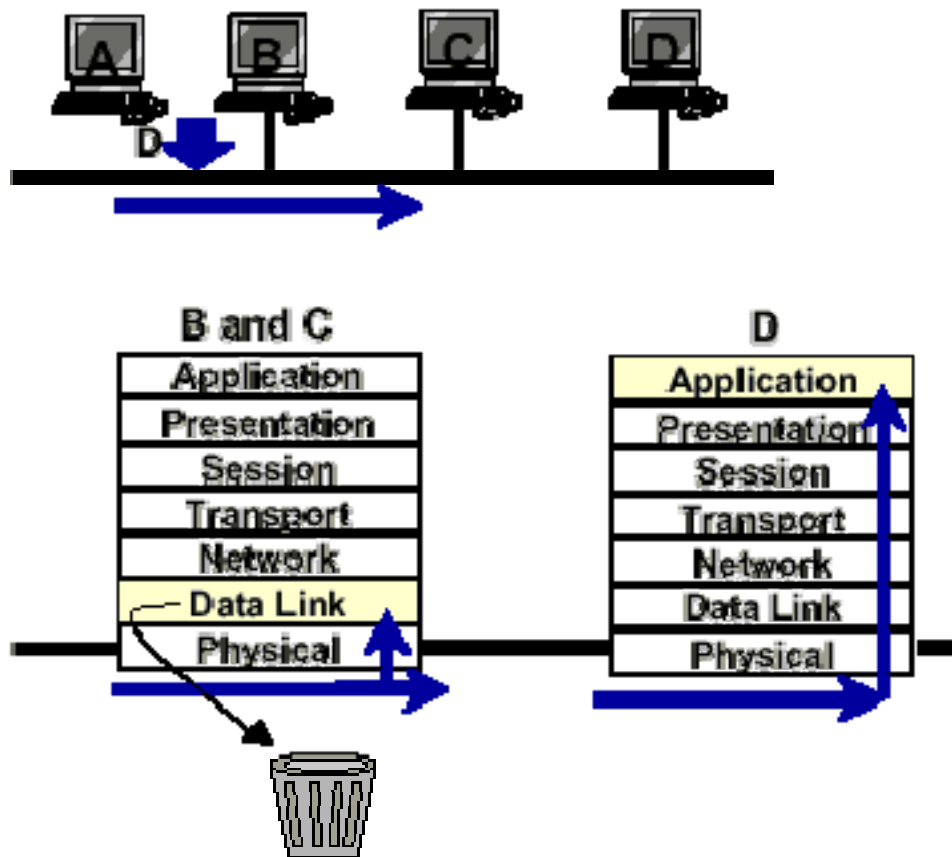 A B C D
D
B and C
Application
Presentation
Session
Transport
Network
Data Link
Physical
D
Application
Presentation
Session
Transport
Network
Data Link
Physical